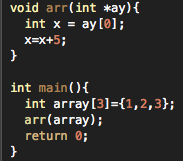 void arr(int *ay){
  int x = ay[0];
  x=x+5;
}

int main(){
  int array[3]={1,2,3};
  arr(array);
  return 0;
}